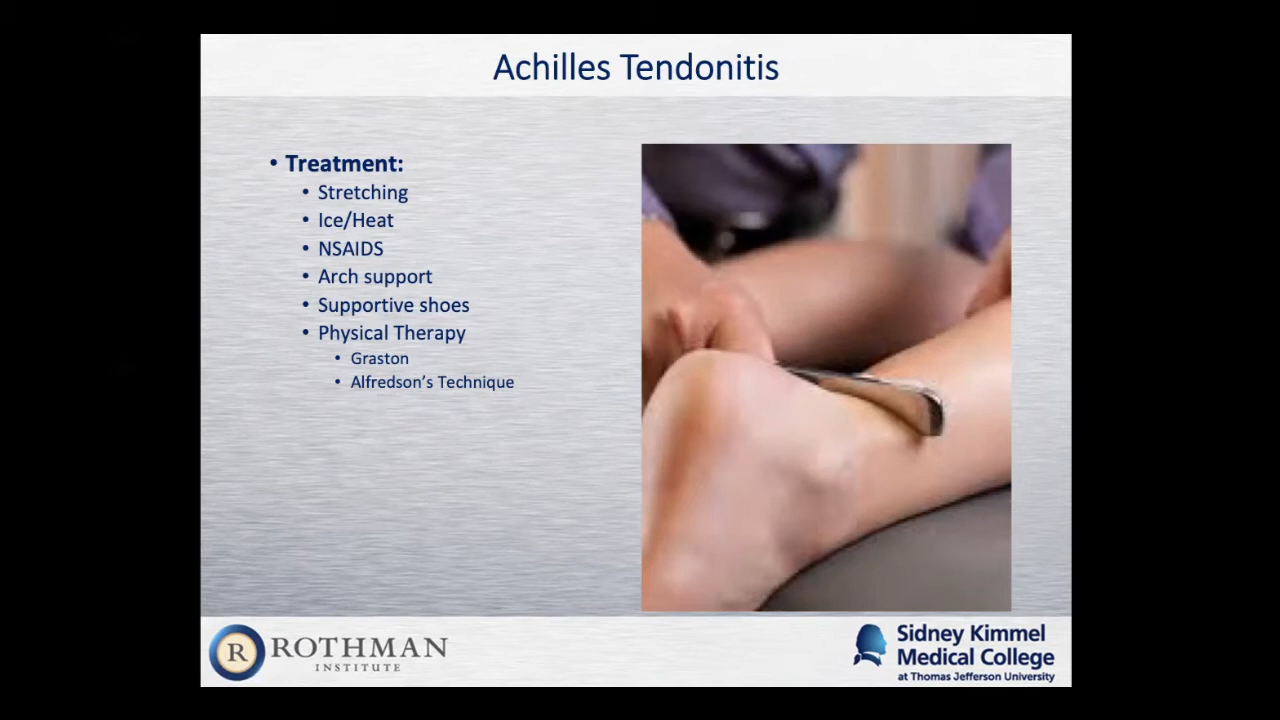 Achilles Tendonitis
• Treatment:
• Stretching
• Ice/Heat
• NSAIDS
• Arch support
• Supportive shoes
• Physical Therapy
• Graston
• Alfredson's Technique
R ROTHMAN
INSTITUTE
Sidney Kimmel
Medical College
at Thomas Jefferson University